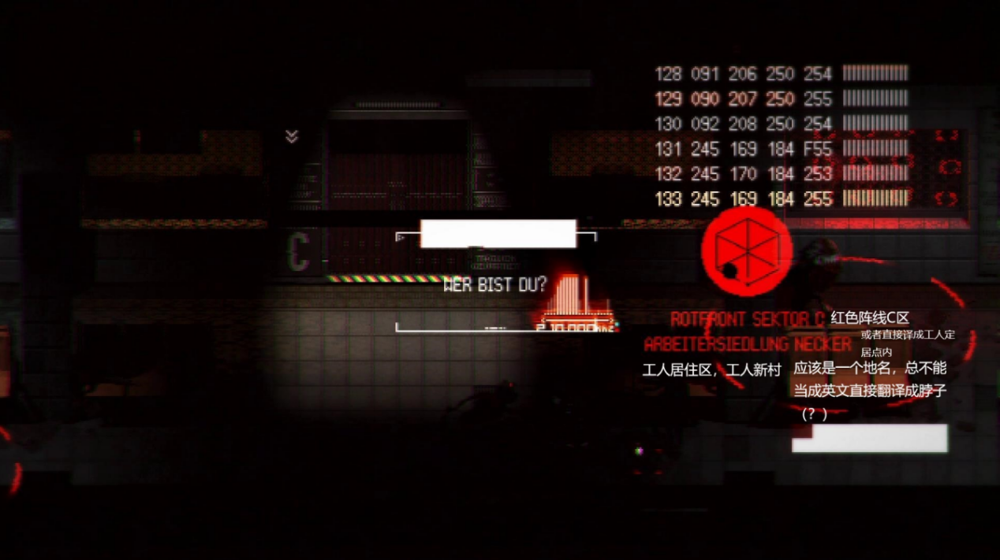 128 091 206 250 254
129 090 207 250 255
130 092 208 250 254
131 245 169 184 F55
132 245 170 184 253
133 245 169 184 255
C
WER BIST DU?
ROTFRONT SEKTOR C
红色阵线C区
ARBEITERSIEDLUNG NECKER
或者直接译成工人定
居点内
工人居住区，工人新村
应该是一个地名，总不能
当成英文直接翻译成脖子
（？）